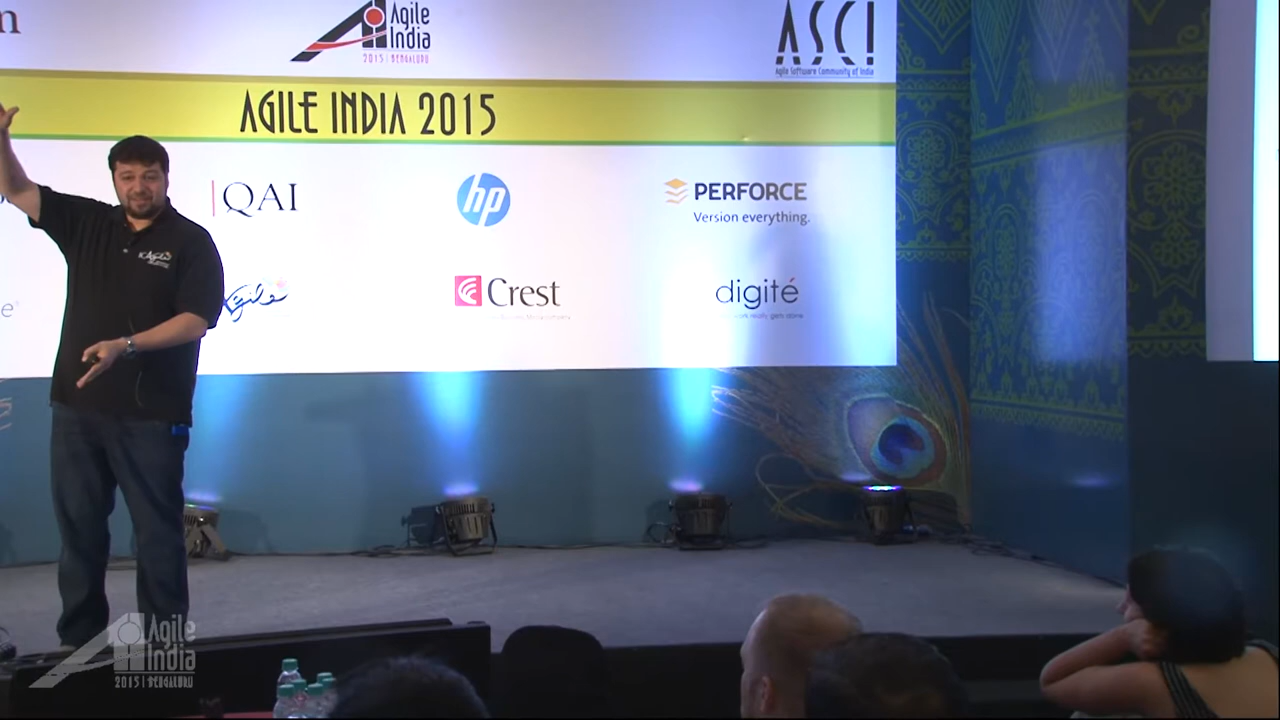 n
Agile
India
2015 | BENGALURU
ASCI
Agile Software Community of India
AGILE INDIA 2015
QAI
hp
PERFORCE
Version everything.
Agile
Crest
digité
e
Agile
India
2015 | BENGALURU